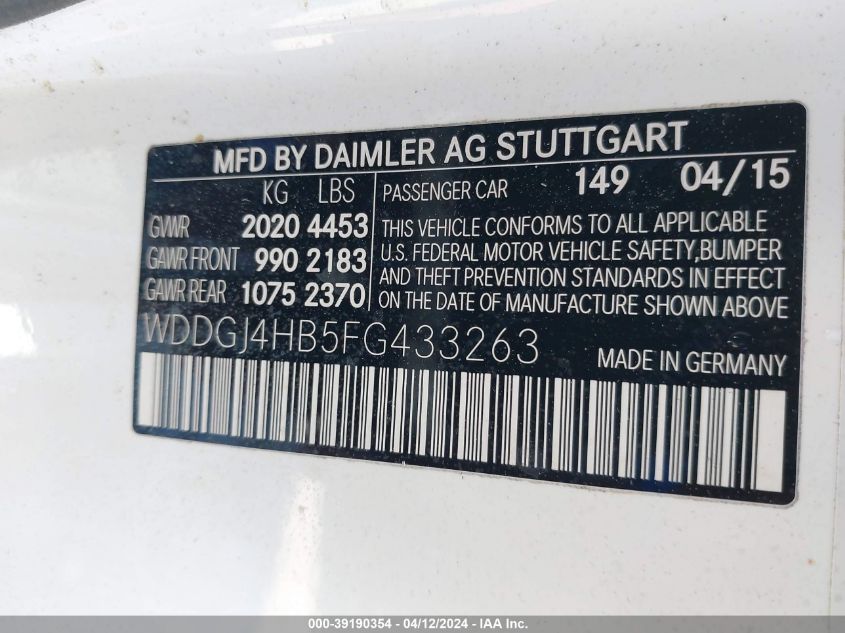 MFD BY DAIMLER AG STUTTGART
KG LBS
GVWR 2020 4453
GAWR FRONT 990 2183
GAWR REAR 1075 2370
PASSENGER CAR 149 04/15
THIS VEHICLE CONFORMS TO ALL APPLICABLE
U.S. FEDERAL MOTOR VEHICLE SAFETY,BUMPER
AND THEFT PREVENTION STANDARDS IN EFFECT
ON THE DATE OF MANUFACTURE SHOWN ABOVE
WDDGJ4HB5FG433263
MADE IN GERMANY
000-39190354 - 04/12/2024 - IAA Inc.